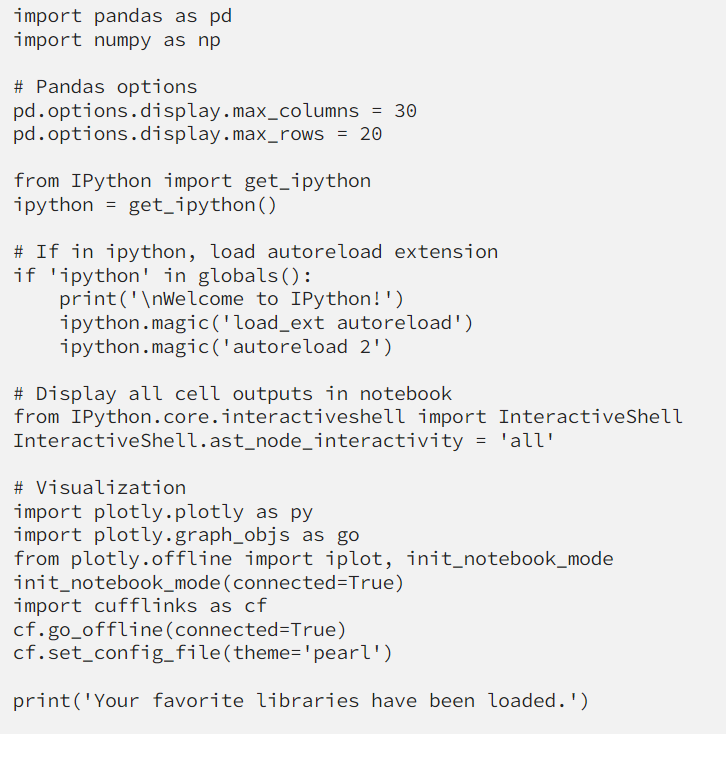 import pandas as pd
import numpy as np

# Pandas options
pd.options.display.max_columns = 30
pd.options.display.max_rows = 20

from IPython import get_ipython
ipython = get_ipython()

# If in ipython, load autoreload extension
if 'ipython' in globals():
    print('\nWelcome to IPython!')
    ipython.magic('load_ext autoreload')
    ipython.magic('autoreload 2')

# Display all cell outputs in notebook
from IPython.core.interactiveshell import InteractiveShell
InteractiveShell.ast_node_interactivity = 'all'

# Visualization
import plotly.plotly as py
import plotly.graph_objs as go
from plotly.offline import iplot, init_notebook_mode
init_notebook_mode(connected=True)
import cufflinks as cf
cf.go_offline(connected=True)
cf.set_config_file(theme='pearl')

print('Your favorite libraries have been loaded.')